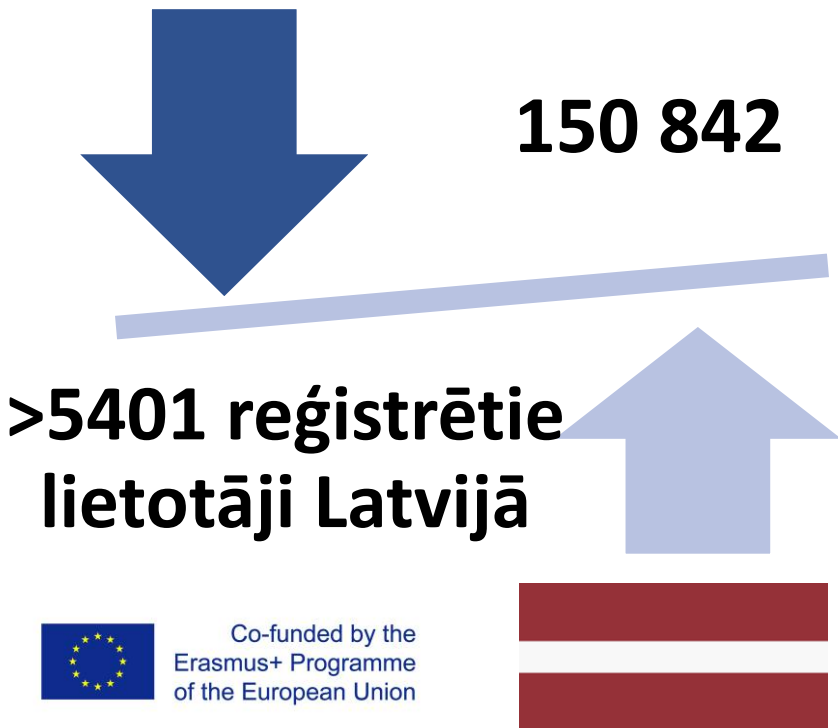 150 842
>5401 reģistrētie
lietotāji Latvijā
Co-funded by the
Erasmus+ Programme
of the European Union